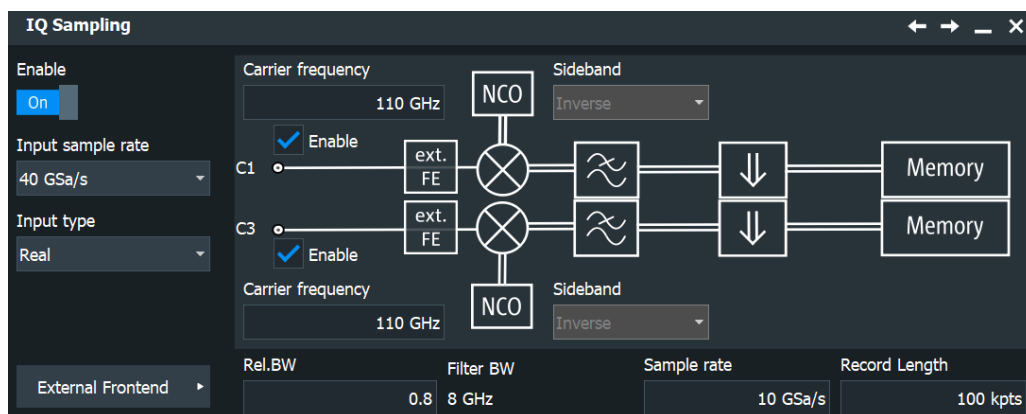 IQ Sampling
Enable
On
Input sample rate
40 GSa/s
Input type
Real
External Frontend
Carrier frequency
110 GHz
Enable
C1
ext.
FE
NCO
Sideband
Inverse
Memory
C3
ext.
FE
Enable
Memory
Carrier frequency
110 GHz
NCO
Sideband
Inverse
Rel.BW
0.8
Filter BW
8 GHz
Sample rate
10 GSa/s
Record Length
100 kpts